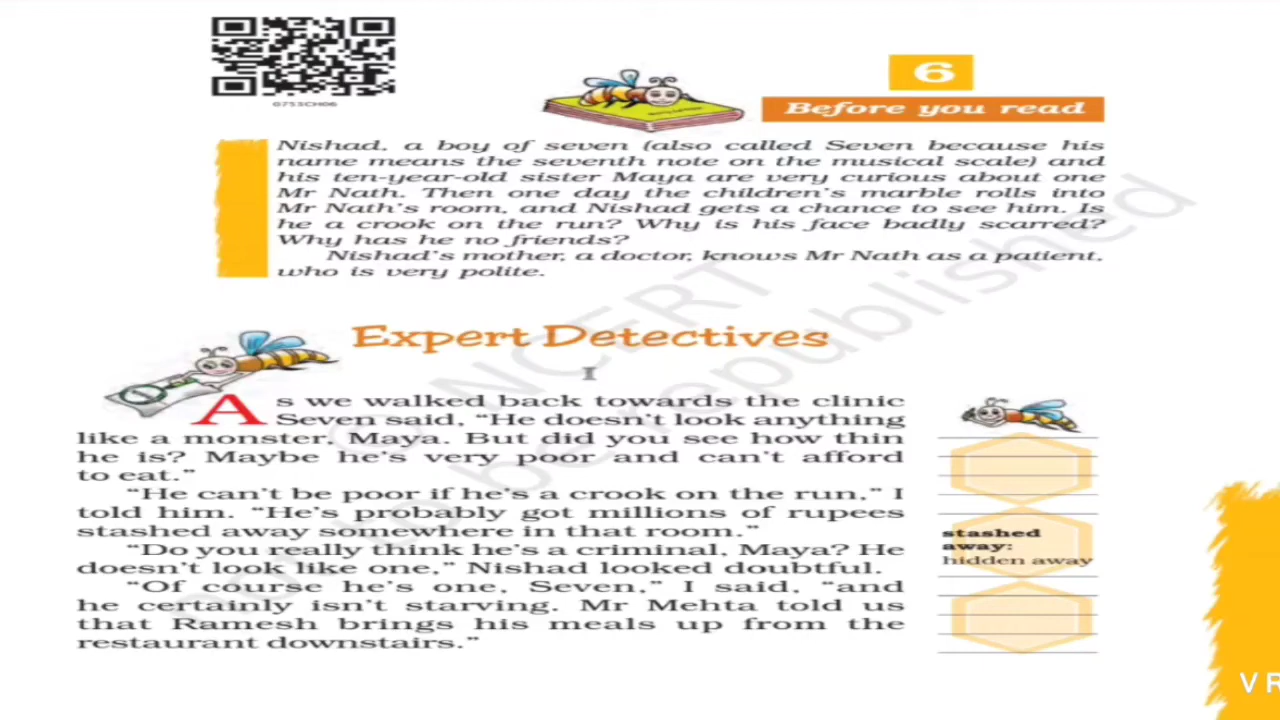 0753CH06
6
Before you read
Nishad, a boy of seven (also called Seven because his
name means the seventh note on the musical scale) and
his ten-year-old sister Maya are very curious about one
Mr Nath. Then one day the children's marble rolls into
Mr Nath's room, and Nishad gets a chance to see him. Is
he a crook on the run? Why is his face badly scarred?
Why has he no friends?
Nishad's mother, a doctor, knows Mr Nath as a patient,
who is very polite.
Expert Detectives
I
As we walked back towards the clinic
Seven said, “He doesn't look anything
like a monster, Maya. But did you see how thin
he is? Maybe he's very poor and can't afford
to eat.”
“He can't be poor if he's a crook on the run,” I
told him. “He's probably got millions of rupees
stashed away somewhere in that room.”
“Do you really think he's a criminal, Maya? He
doesn't look like one,” Nishad looked doubtful.
“Of course he's one, Seven,” I said, “and
he certainly isn't starving. Mr Mehta told us
that Ramesh brings his meals up from the
restaurant downstairs.”
stashed
away:
hidden away
© NCERT
not to be republished
VR